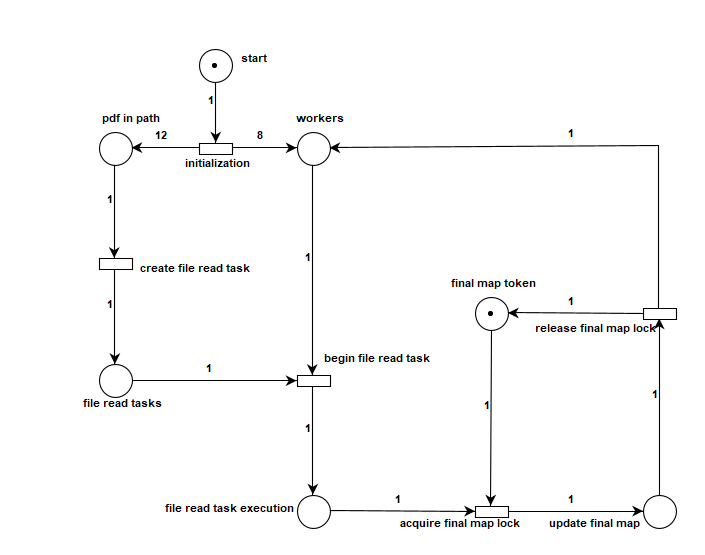 start
1
pdf in path
workers
12
8
1
initialization
1
1
create file read task
final map token
1
1
release final map lock
begin file read task
1
1
1
file read tasks
1
1
file read task execution
1
1
acquire final map lock
update final map